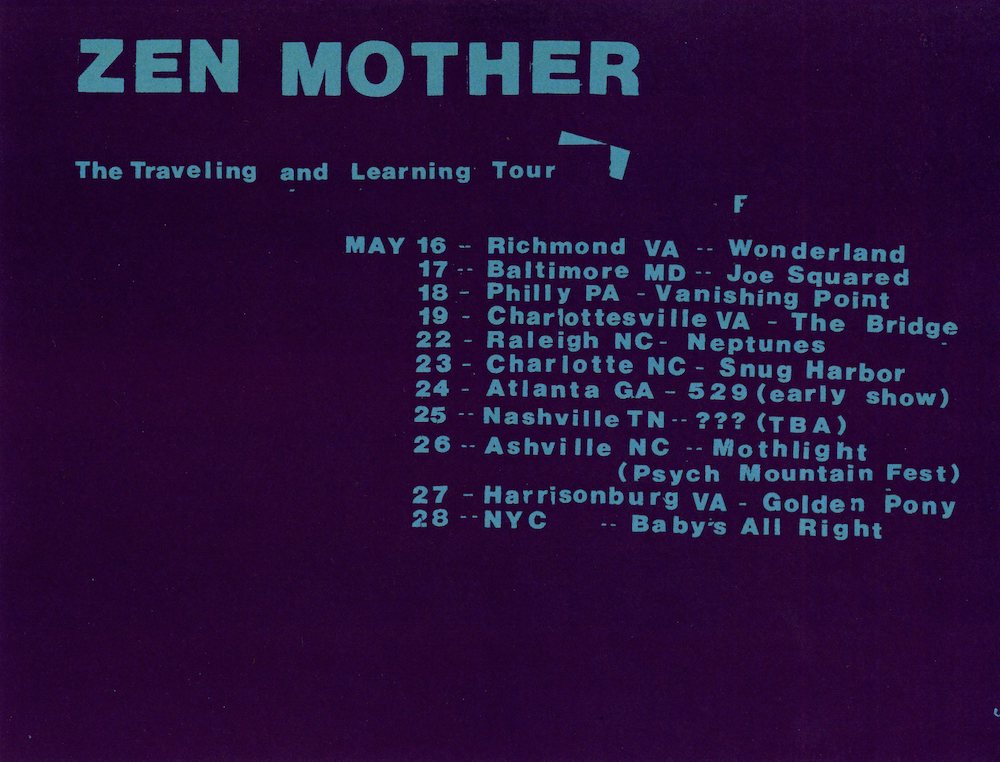 ZEN MOTHER
The Traveling and Learning Tour
F
MAY 16 -- Richmond VA -- Wonderland
17 -- Baltimore MD -- Joe Squared
18 - Philly PA - Vanishing Point
19 - Charlottesville VA - The Bridge
22 - Raleigh NC - Neptunes
23 - Charlotte NC - Snug Harbor
24 - Atlanta GA - 529 (early show)
25 -- Nashville TN -- ??? (TBA)
26 -- Ashville NC -- Mothlight
(Psych Mountain Fest)
27 - Harrisonburg VA - Golden Pony
28 -- NYC -- Baby's All Right